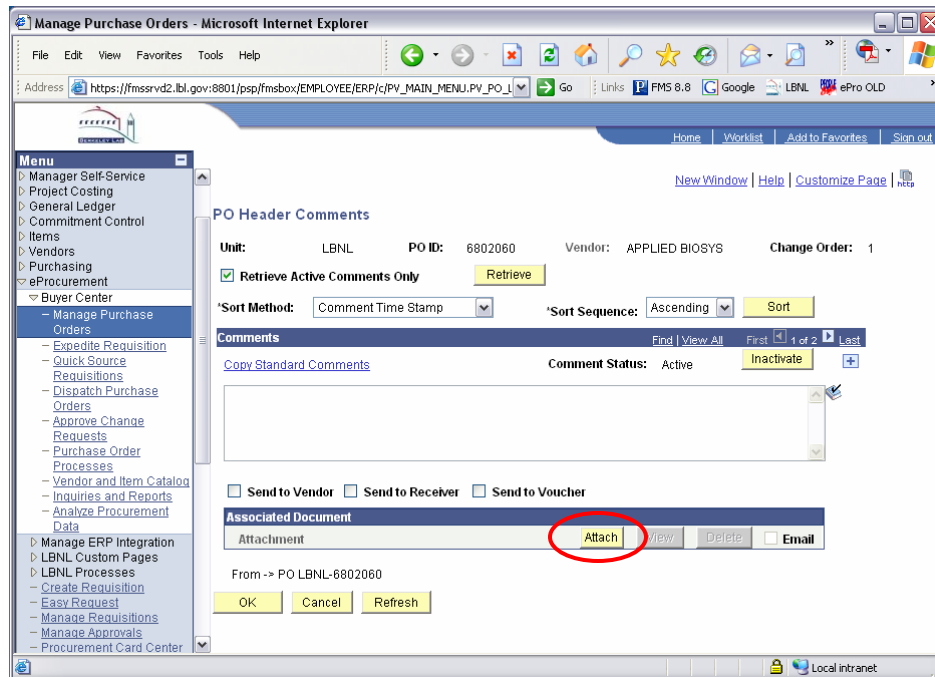 Manage Purchase Orders - Microsoft Internet Explorer
File Edit View Favorites Tools Help
Address https://fmssrvd2.lbl.gov:8801/psp/fmsbox/EMPLOYEE/ERP/c/PV_MAIN_MENU.PV_PO_L Go Links FMS 8.8 Google LBNL ePro OLD
BERKELEY LAB
Home Worklist Add to Favorites Sign out
Menu
New Window | Help | Customize Page | http
Manager Self-Service
Project Costing
General Ledger
Commitment Control
Items
Vendors
Purchasing
eProcurement
Buyer Center
– Manage Purchase
Orders
– Expedite Requisition
– Quick Source
Requisitions
– Dispatch Purchase
Orders
– Approve Change
Requests
– Purchase Order
Processes
– Vendor and Item Catalog
– Inquiries and Reports
– Analyze Procurement
Data
Manage ERP Integration
LBNL Custom Pages
LBNL Processes
– Create Requisition
– Easy Request
– Manage Requisitions
– Manage Approvals
– Procurement Card Center
PO Header Comments
Unit: LBNL PO ID: 6802060 Vendor: APPLIED BIOSYS Change Order: 1
Retrieve Active Comments Only Retrieve
*Sort Method: Comment Time Stamp *Sort Sequence: Ascending Sort
Comments Find | View All First 1 of 2 Last
Copy Standard Comments Comment Status: Active Inactivate
Send to Vendor Send to Receiver Send to Voucher
Associated Document
Attachment Attach View Delete Email
From -> PO LBNL-6802060
OK Cancel Refresh
Local intranet